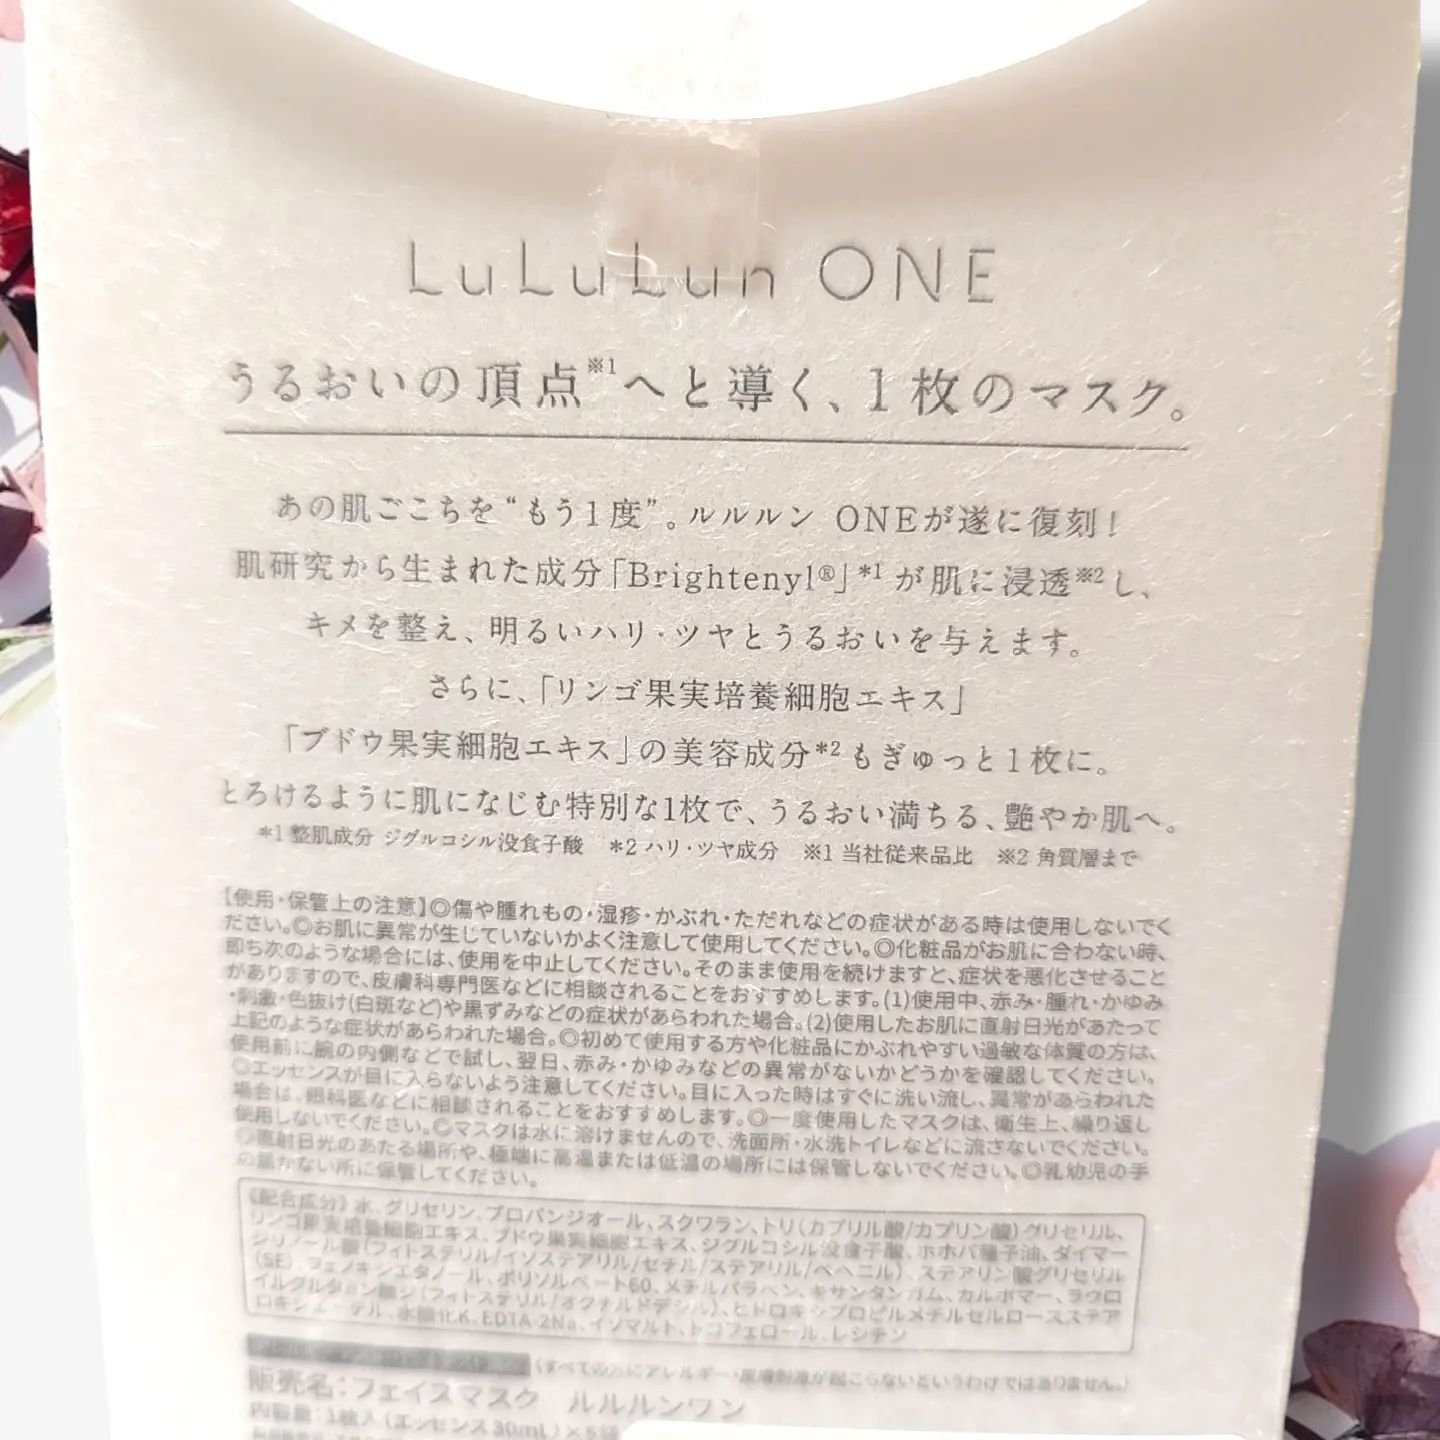 LuLuLun ONE
うるおいの頂点※1へと導く、1枚のマスク。
あの肌ごこちを“もう1度”。ルルルン ONEが遂に復刻!
肌研究から生まれた成分「Brightenyl®」*1が肌に浸透※2し、
キメを整え、明るいハリ・ツヤとうるおいを与えます。
さらに、「リンゴ果実培養細胞エキス」
「ブドウ果実細胞エキス」の美容成分*2もぎゅっと1枚に。
とろけるように肌になじむ特別な1枚で、うるおい満ちる、艶やか肌へ。
*1 整肌成分 ジグルコシル没食子酸 *2 ハリ・ツヤ成分 ※1 当社従来品比 ※2 角質層まで
【使用・保管上の注意】◎傷や腫れもの・湿疹・かぶれ・ただれなどの症状がある時は使用しないでく
ださい。◎お肌に異常が生じていないかよく注意して使用してください。◎化粧品がお肌に合わない時、
即ち次のような場合には、使用を中止してください。そのまま使用を続けますと、症状を悪化させること
がありますので、皮膚科専門医などに相談されることをおすすめします。(1)使用中、赤み・腫れ・かゆみ
・刺激・色抜け(白斑など)や黒ずみなどの症状があらわれた場合。(2)使用したお肌に直射日光があたって
上記のような症状があらわれた場合。◎初めて使用する方や化粧品にかぶれやすい過敏な体質の方は、
使用前に腕の内側などで試し、翌日、赤み・かゆみなどの異常がないかどうかを確認してください。
◎エッセンスが目に入らないよう注意してください。目に入った時はすぐに洗い流し、異常があらわれた
場合は、眼科医などに相談されることをおすすめします。◎一度使用したマスクは、衛生上、繰り返し
使用しないでください。◎マスクは水に溶けませんので、洗面所・水洗トイレなどに流さないでください。
◎直射日光のあたる場所や、極端に高温または低温の場所には保管しないでください。◎乳幼児の手
の届かない所に保管してください。
《配合成分》水、グリセリン、プロパンジオール、スクワラン、トリ(カプリル酸/カプリン酸)グリセリル、
リンゴ果実培養細胞エキス、ブドウ果実細胞エキス、ジグルコシル没食子酸、ホホバ種子油、ダイマー
ジリノール酸(フィトステリル/イソステアリル/セチル/ステアリル/ベヘニル)、ステアリン酸グリセリル
(SE)、フェノキシエタノール、ポリソルベート60、メチルパラベン、キサンタンガム、カルボマー、ラウロ
イルグルタミン酸ジ(フィトステリル/オクチルドデシル)、ヒドロキシプロピルメチルセルロースステア
ロキシエーテル、水酸化K、EDTA-2Na、イソマルト、トコフェロール、レシチン
(すべての方にアレルギー・皮膚刺激が起こらないというわけではありません。)
販売名:フェイスマスク ルルルンワン
内容量:1枚入(エッセンス30mL)×5袋